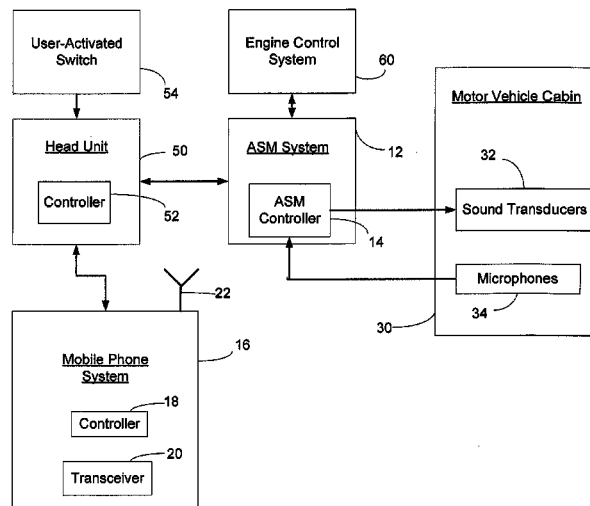 User-Activated
Switch
54
Engine Control
System
60
Motor Vehicle Cabin
Head Unit
50
Controller
52
ASM System
12
ASM
Controller
14
32
Sound Transducers
Microphones
34
30
22
Mobile Phone
System
16
18
Controller
20
Transceiver